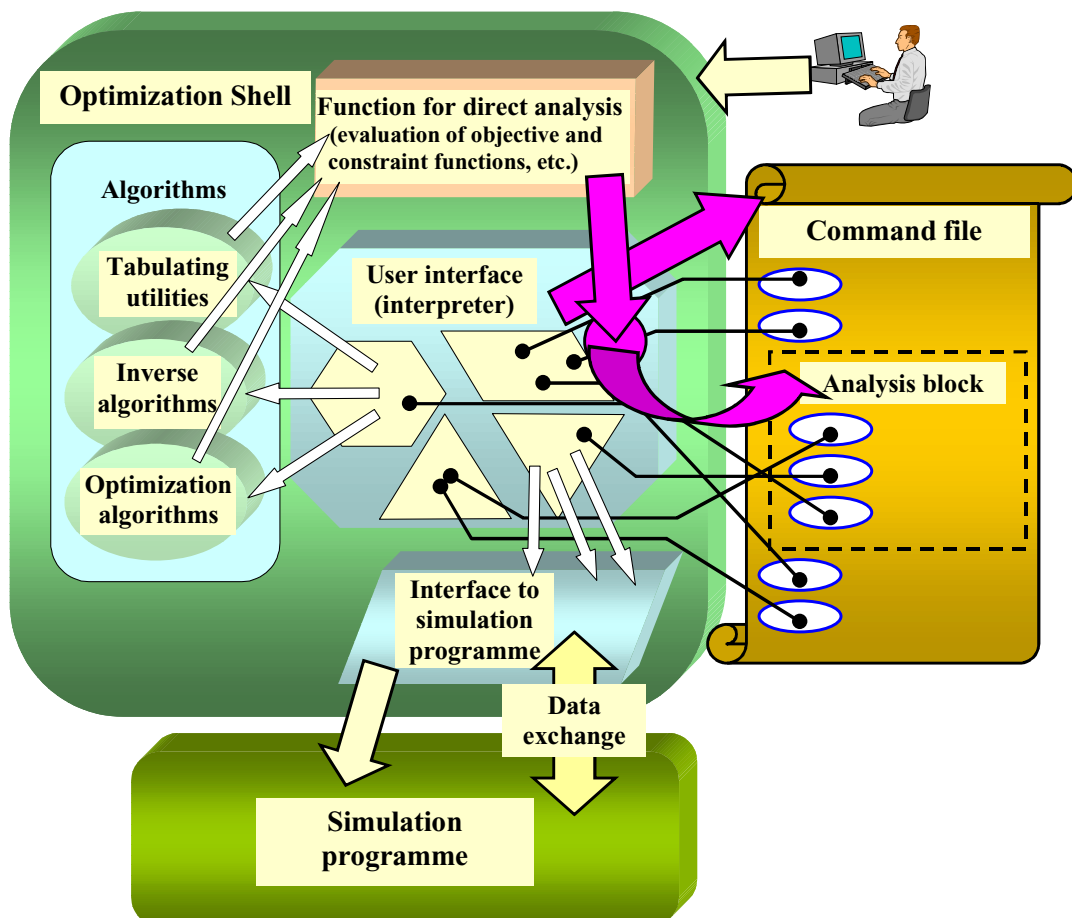 Optimization Shell
Function for direct analysis
(evaluation of objective and
constraint functions, etc.)
Algorithms
Tabulating
utilities
Inverse
algorithms
Optimization
algorithms
User interface
(interpreter)
Command file
Analysis block
Interface to
simulation
programme
Data
exchange
Simulation
programme